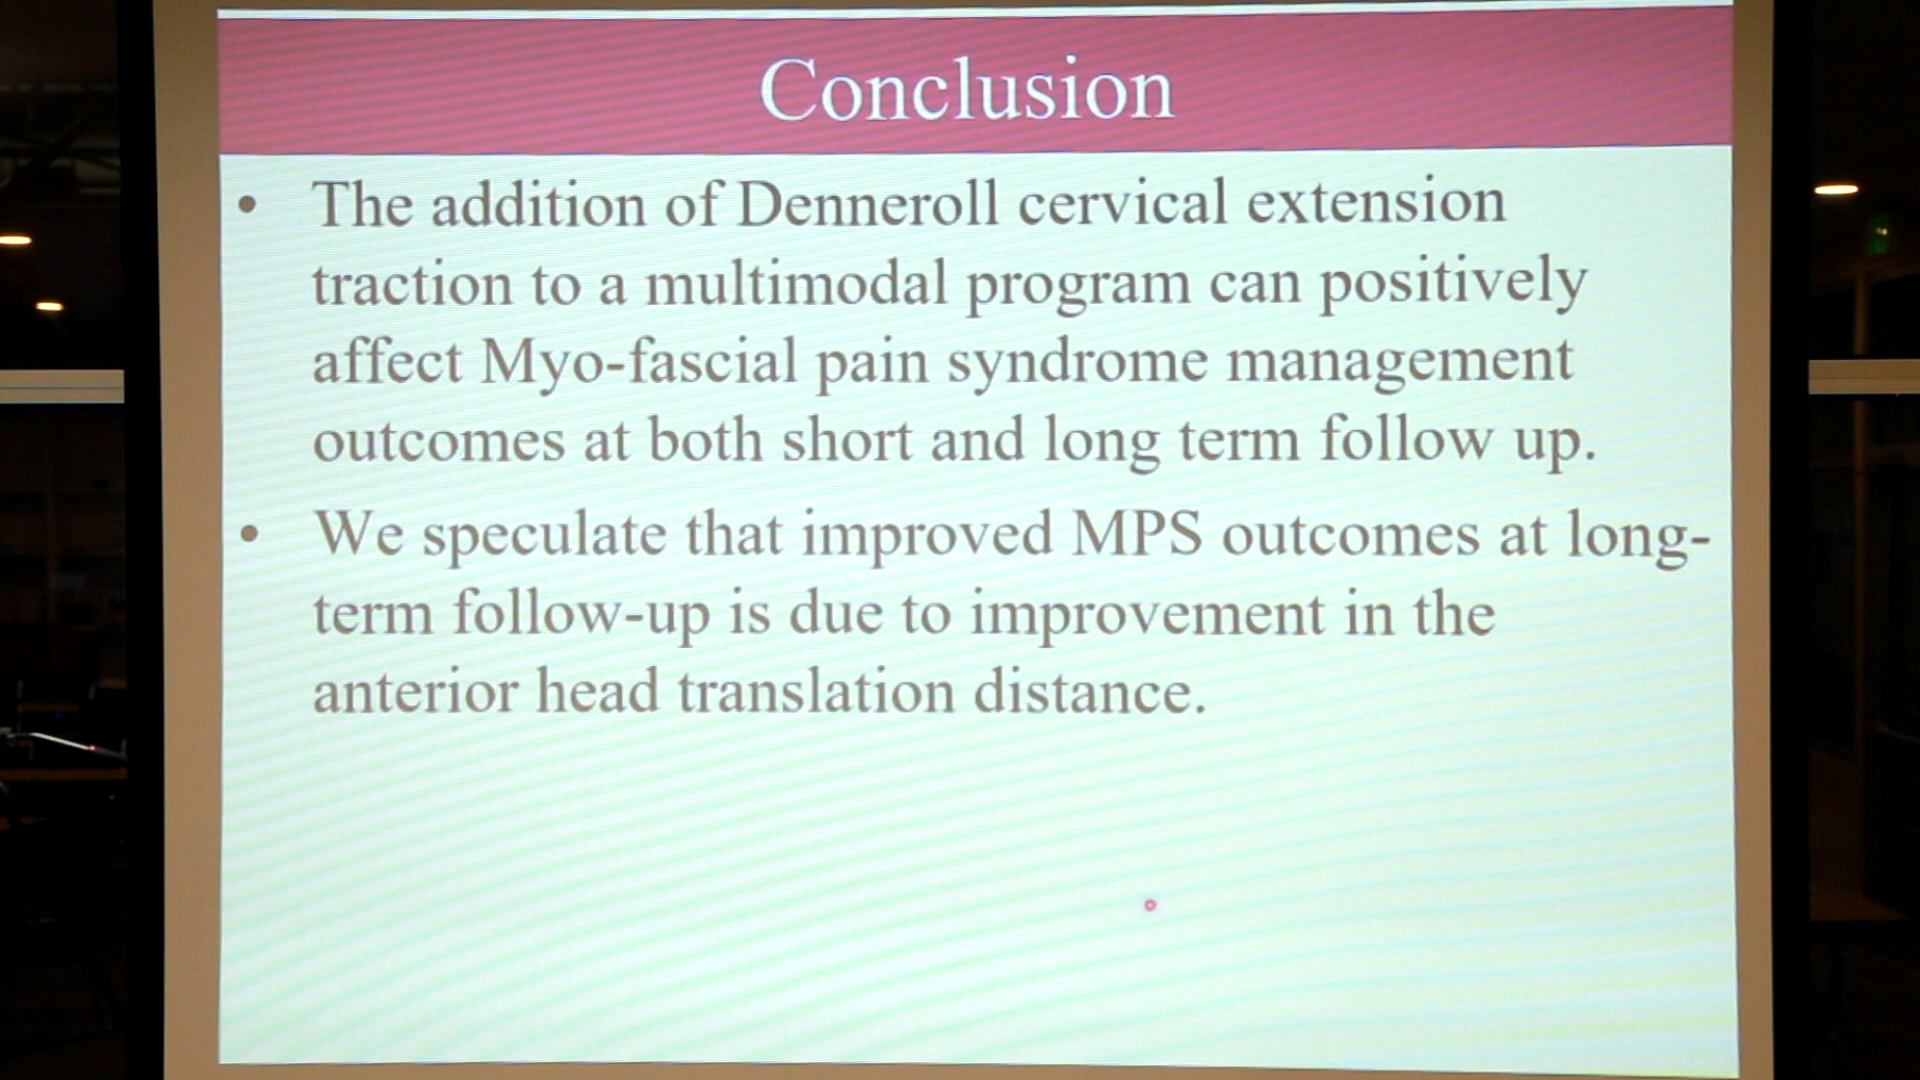 Conclusion
• The addition of Denneroll cervical extension
traction to a multimodal program can positively
affect Myo-fascial pain syndrome management
outcomes at both short and long term follow up.
• We speculate that improved MPS outcomes at long-
term follow-up is due to improvement in the
anterior head translation distance.